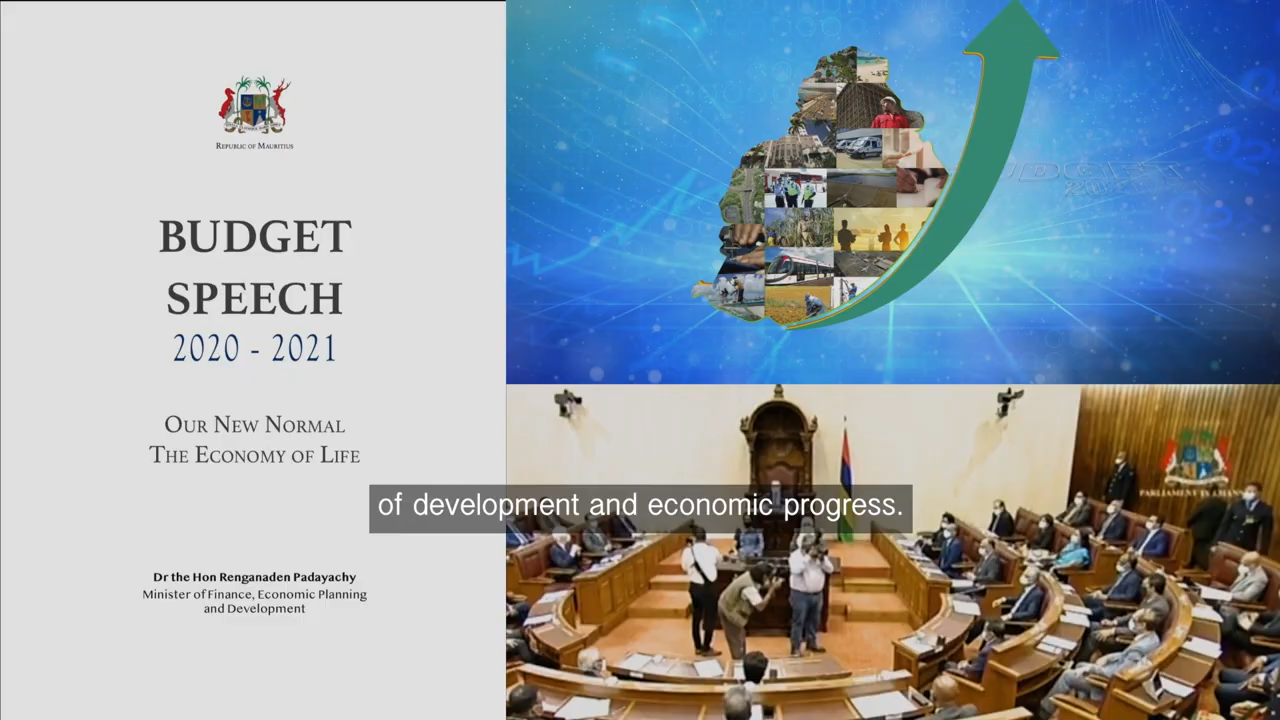 REPUBLIC OF MAURITIUS
BUDGET
SPEECH
2020 - 2021
OUR NEW NORMAL
THE ECONOMY OF LIFE
of development and economic progress.
Dr the Hon Renganaden Padayachy
Minister of Finance, Economic Planning
and Development